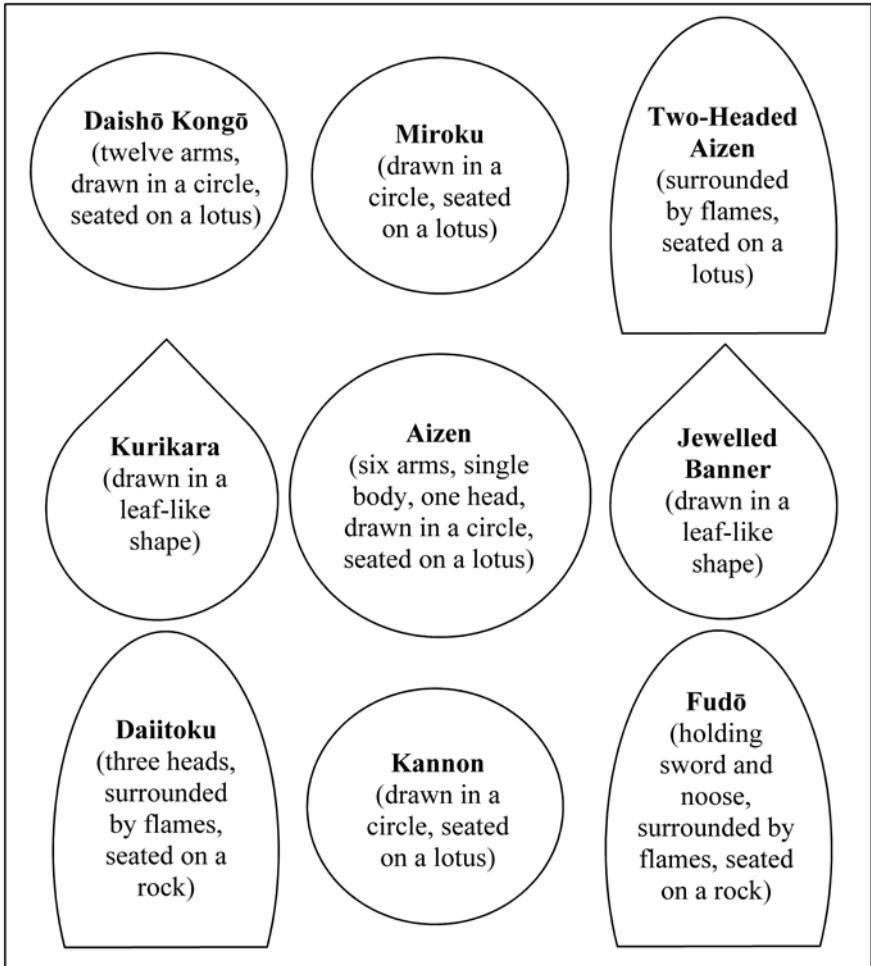 Daishō Kongō
(twelve arms,
drawn in a circle,
seated on a lotus)
Miroku
(drawn in a
circle, seated
on a lotus)
Two-Headed
Aizen
(surrounded
by flames,
seated on a
lotus)
Kurikara
(drawn in a
leaf-like
shape)
Aizen
(six arms, single
body, one head,
drawn in a circle,
seated on a lotus)
Jewelled
Banner
(drawn in a
leaf-like
shape)
Daiitoku
(three heads,
surrounded
by flames,
seated on a
rock)
Kannon
(drawn in a
circle, seated
on a lotus)
Fudō
(holding
sword and
noose,
surrounded by
flames, seated
on a rock)